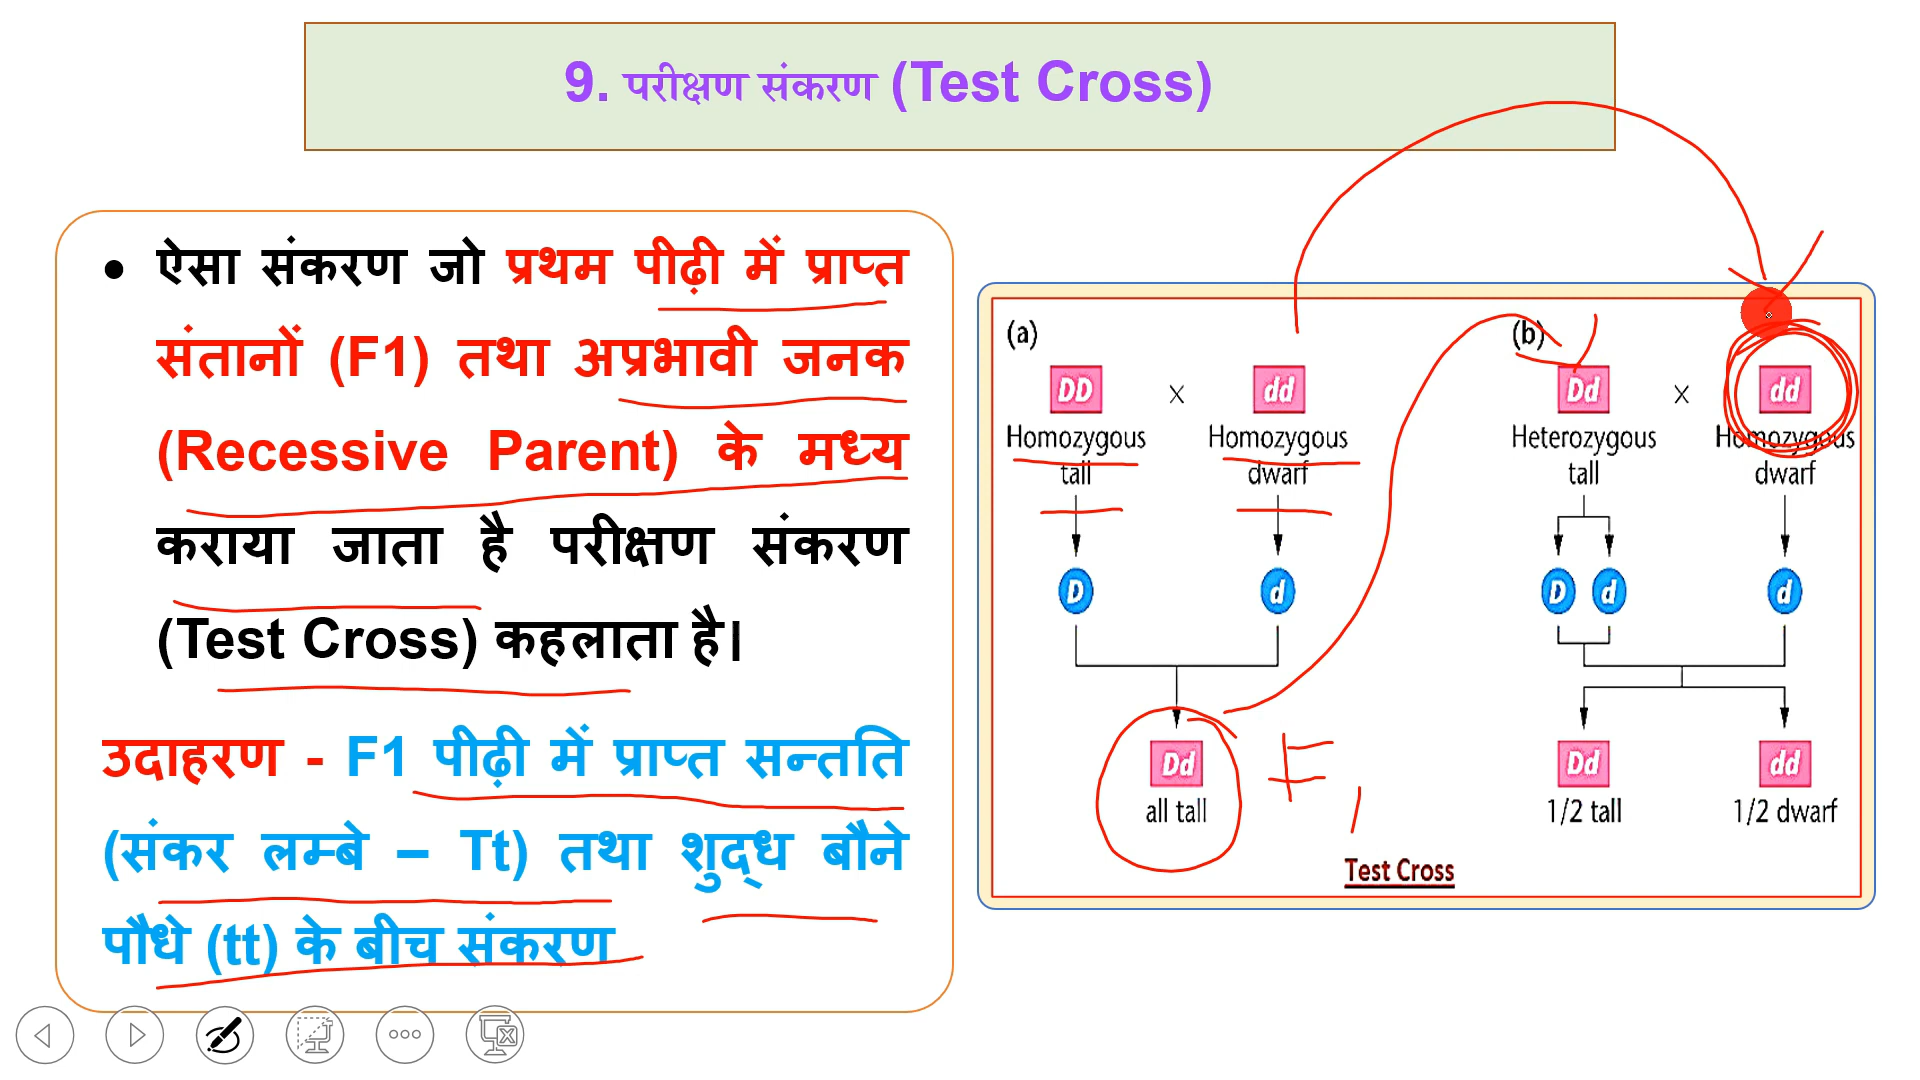 9. परीक्षण संकरण (Test Cross)
• ऐसा संकरण जो प्रथम पीढ़ी में प्राप्त
संतानों (F1) तथा अप्रभावी जनक
(Recessive Parent) के मध्य
कराया जाता है परीक्षण संकरण
(Test Cross) कहलाता है।
उदाहरण - F1 पीढ़ी में प्राप्त सन्तति
(संकर लम्बे – Tt) तथा शुद्ध बौने
पौधे (tt) के बीच संकरण
(a) (b)
DD x dd Dd x dd
Homozygous Homozygous Heterozygous Homozygous
tall dwarf tall dwarf
D d D d d
Dd F1 Dd dd
all tall 1/2 tall 1/2 dwarf
Test Cross